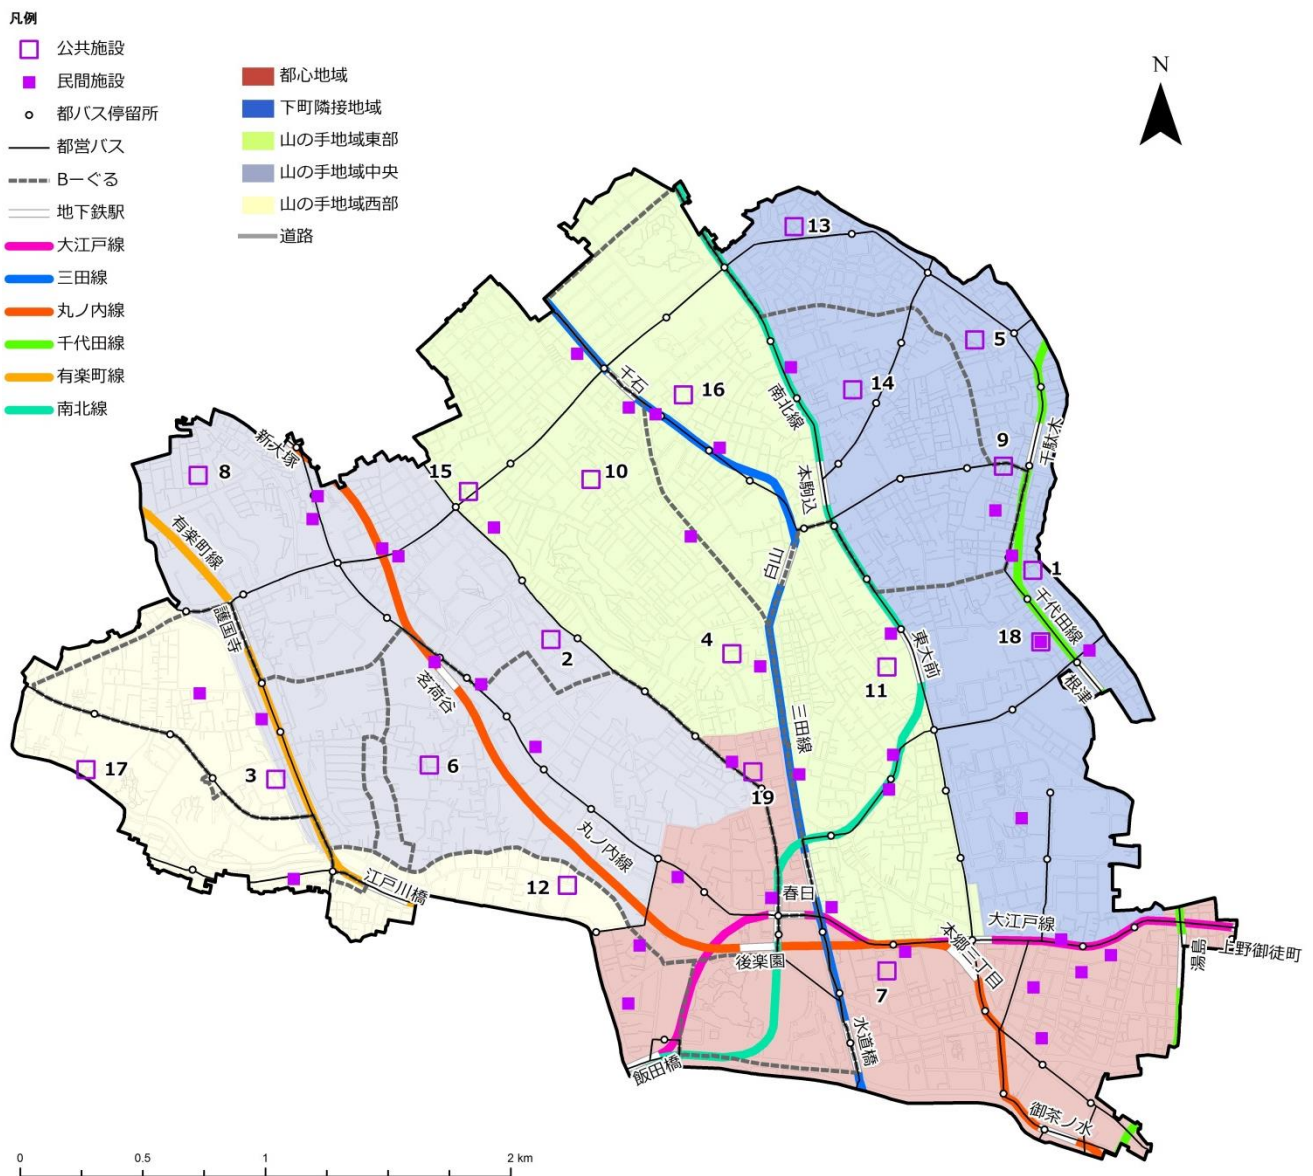 凡例
公共施設
民間施設
都バス停留所
都営バス
Bーぐる
地下鉄駅
大江戸線
三田線
丸ノ内線
千代田線
有楽町線
南北線
都心地域
下町隣接地域
山の手地域東部
山の手地域中央
山の手地域西部
道路
N
13
5
14
16
千石
南北線
千駄木
9
新大塚
8
15
10
本駒込
有楽町線
白山
1
千代田線
護国寺
2
4
18
東大前
11
根津
茗荷谷
三田線
17
3
6
19
丸ノ内線
江戸川橋
12
春日
大江戸線
本郷三丁目
湯島
上野御徒町
後楽園
7
水道橋
飯田橋
御茶ノ水
0
0.5
1
2 km